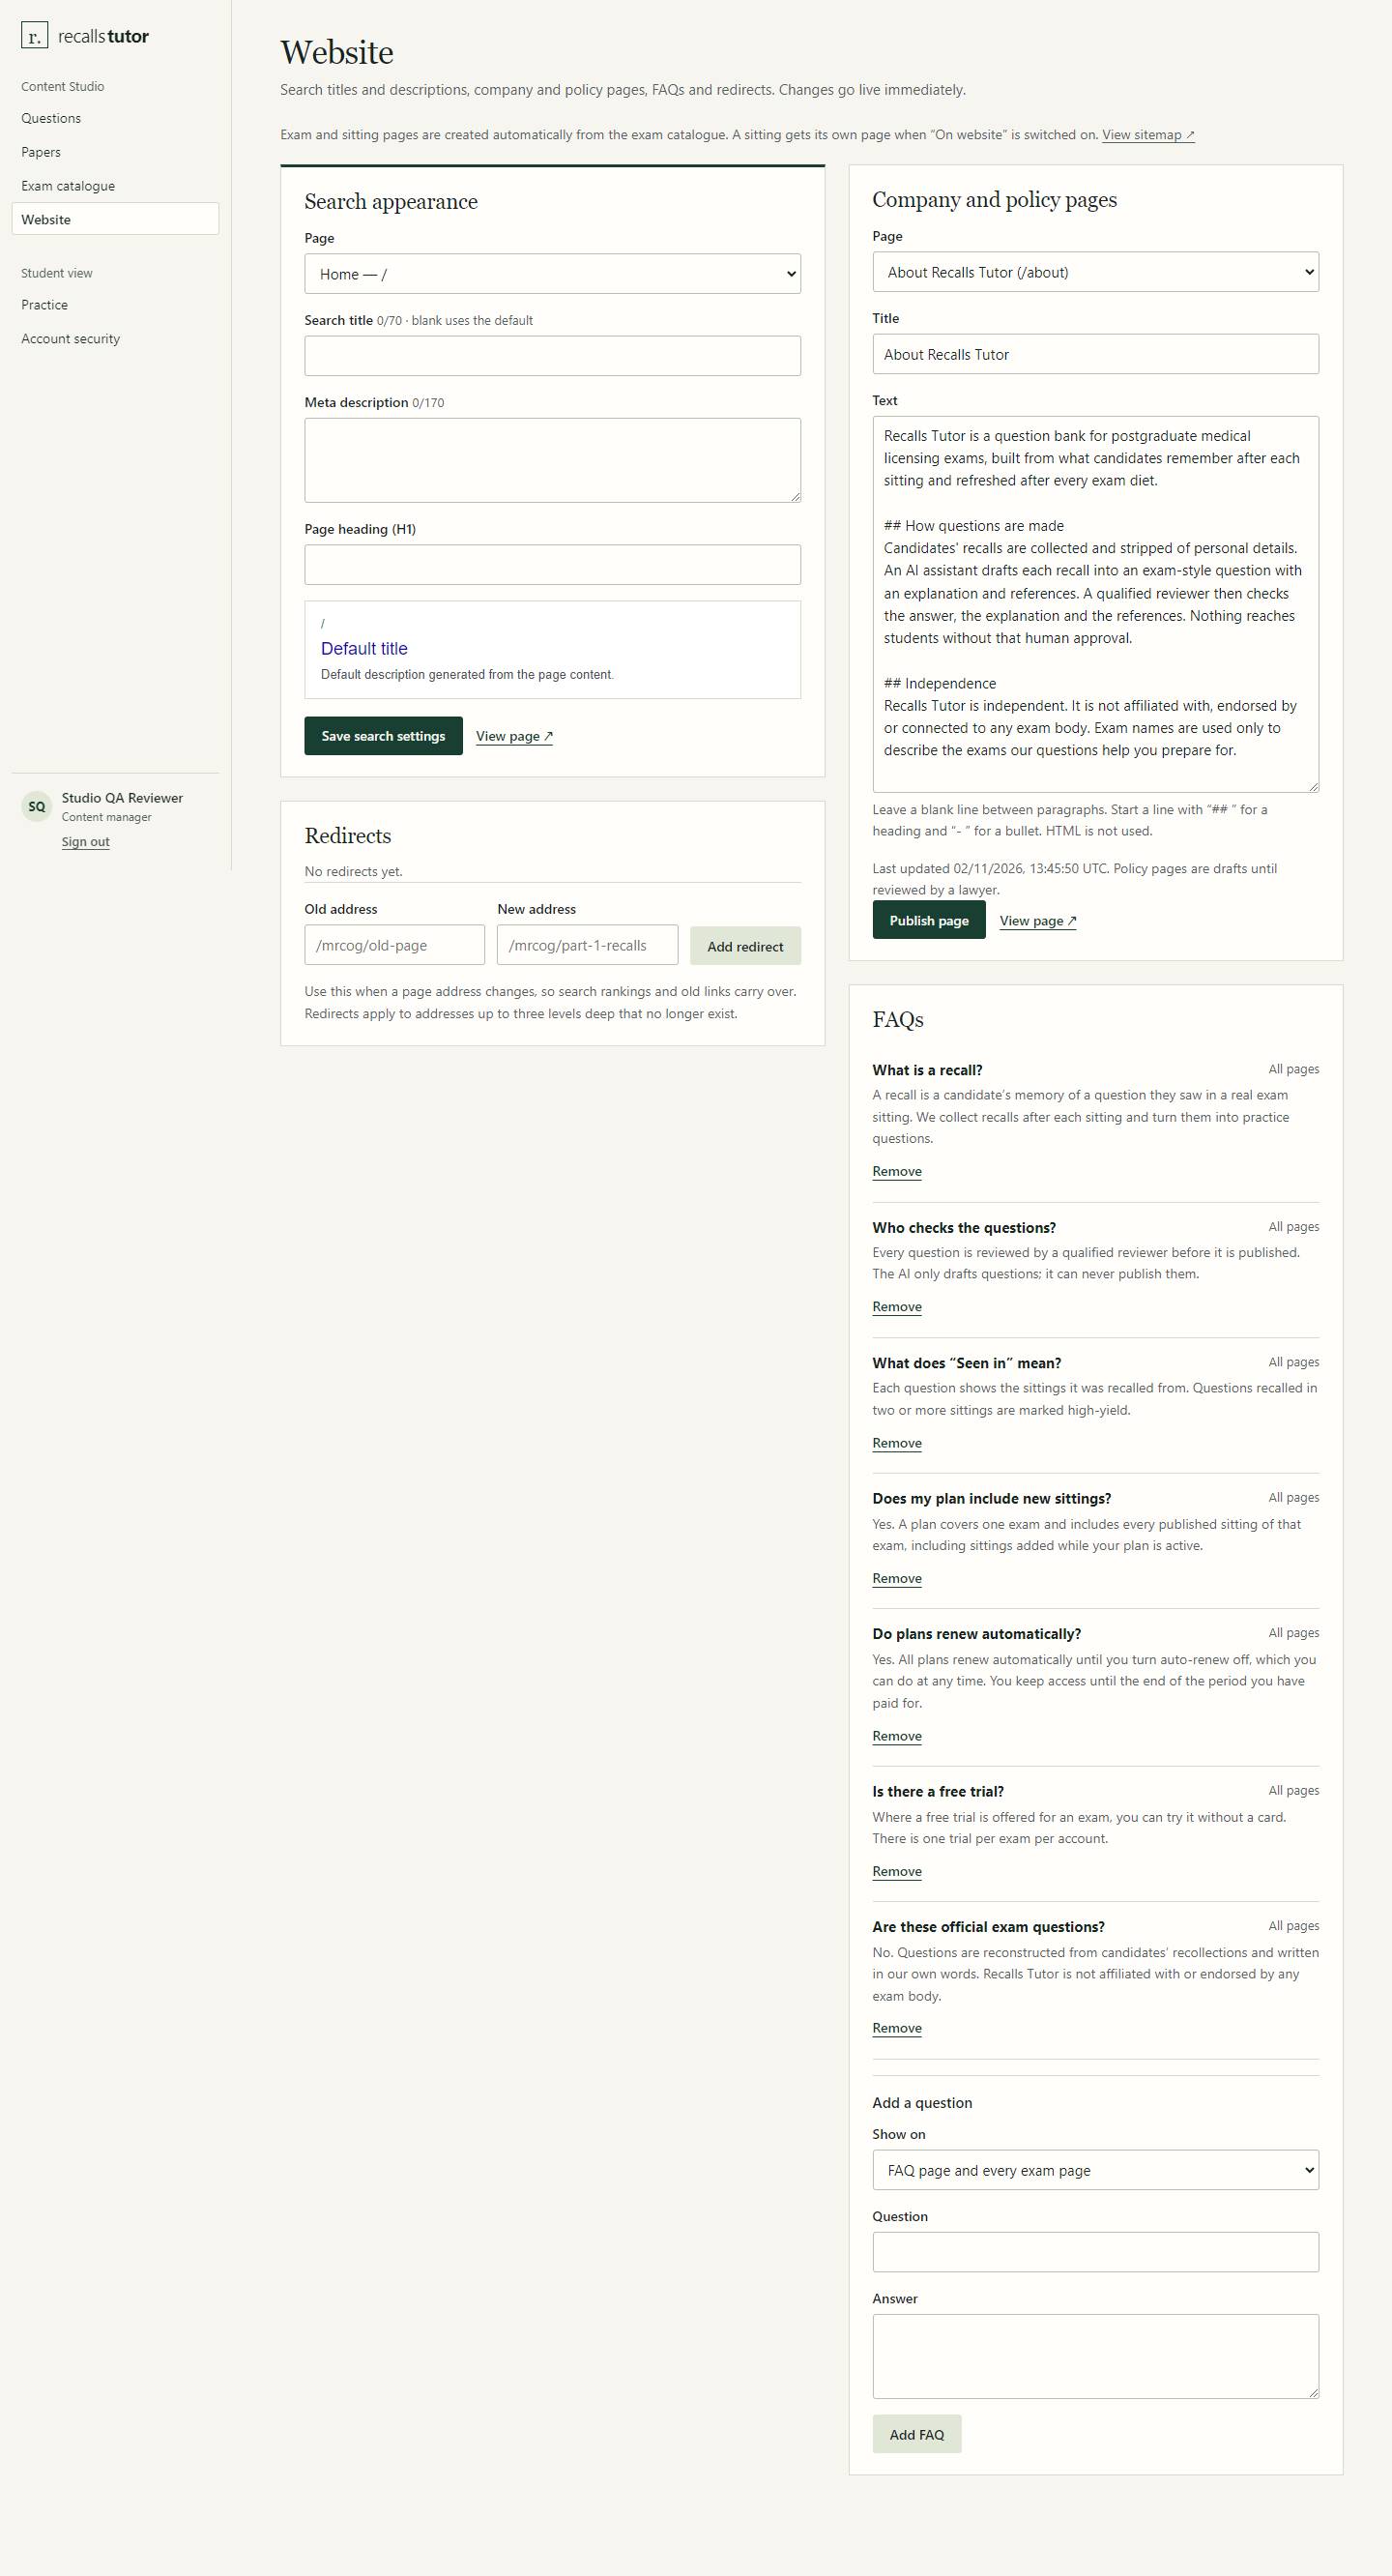 r. recallstutor
Content Studio
Questions
Papers
Exam catalogue
Website
Student view
Practice
Account security
SQ
Studio QA Reviewer
Content manager
Sign out
Website
Search titles and descriptions, company and policy pages, FAQs and redirects. Changes go live immediately.
Exam and sitting pages are created automatically from the exam catalogue. A sitting gets its own page when “On website” is switched on. View sitemap ↗
Search appearance
Page
Home — /
Search title 0/70 · blank uses the default
Meta description 0/170
Page heading (H1)
/
Default title
Default description generated from the page content.
Save search settings
View page ↗
Redirects
No redirects yet.
Old address
New address
/mrcog/old-page
/mrcog/part-1-recalls
Add redirect
Use this when a page address changes, so search rankings and old links carry over.
Redirects apply to addresses up to three levels deep that no longer exist.
Company and policy pages
Page
About Recalls Tutor (/about)
Title
About Recalls Tutor
Text
Recalls Tutor is a question bank for postgraduate medical
licensing exams, built from what candidates remember after each
sitting and refreshed after every exam diet.
## How questions are made
Candidates' recalls are collected and stripped of personal details.
An AI assistant drafts each recall into an exam-style question with
an explanation and references. A qualified reviewer then checks
the answer, the explanation and the references. Nothing reaches
students without that human approval.
## Independence
Recalls Tutor is independent. It is not affiliated with, endorsed by
or connected to any exam body. Exam names are used only to
describe the exams our questions help you prepare for.
Leave a blank line between paragraphs. Start a line with “## ” for a
heading and “- ” for a bullet. HTML is not used.
Last updated 02/11/2026, 13:45:50 UTC. Policy pages are drafts until
reviewed by a lawyer.
Publish page
View page ↗
FAQs
What is a recall?
All pages
A recall is a candidate’s memory of a question they saw in a real exam
sitting. We collect recalls after each sitting and turn them into practice
questions.
Remove
Who checks the questions?
All pages
Every question is reviewed by a qualified reviewer before it is published.
The AI only drafts questions; it can never publish them.
Remove
What does “Seen in” mean?
All pages
Each question shows the sittings it was recalled from. Questions recalled in
two or more sittings are marked high-yield.
Remove
Does my plan include new sittings?
All pages
Yes. A plan covers one exam and includes every published sitting of that
exam, including sittings added while your plan is active.
Remove
Do plans renew automatically?
All pages
Yes. All plans renew automatically until you turn auto-renew off, which you
can do at any time. You keep access until the end of the period you have
paid for.
Remove
Is there a free trial?
All pages
Where a free trial is offered for an exam, you can try it without a card.
There is one trial per exam per account.
Remove
Are these official exam questions?
All pages
No. Questions are reconstructed from candidates’ recollections and written
in our own words. Recalls Tutor is not affiliated with or endorsed by any
exam body.
Remove
Add a question
Show on
FAQ page and every exam page
Question
Answer
Add FAQ